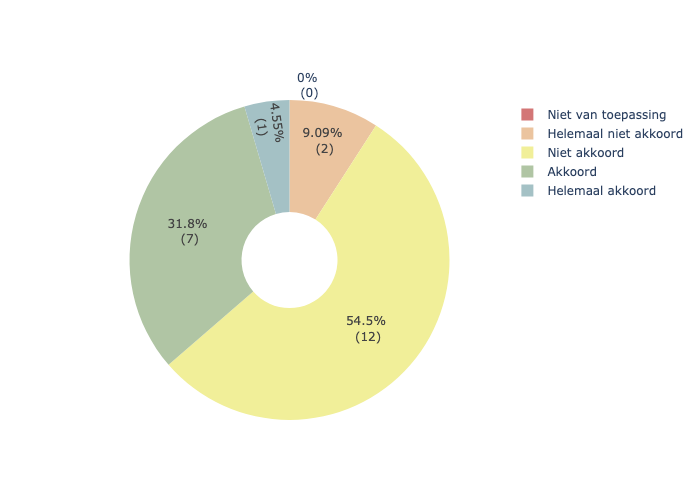 0%
(0)
4.55%
(1)
9.09%
(2)
31.8%
(7)
54.5%
(12)
Niet van toepassing
Helemaal niet akkoord
Niet akkoord
Akkoord
Helemaal akkoord